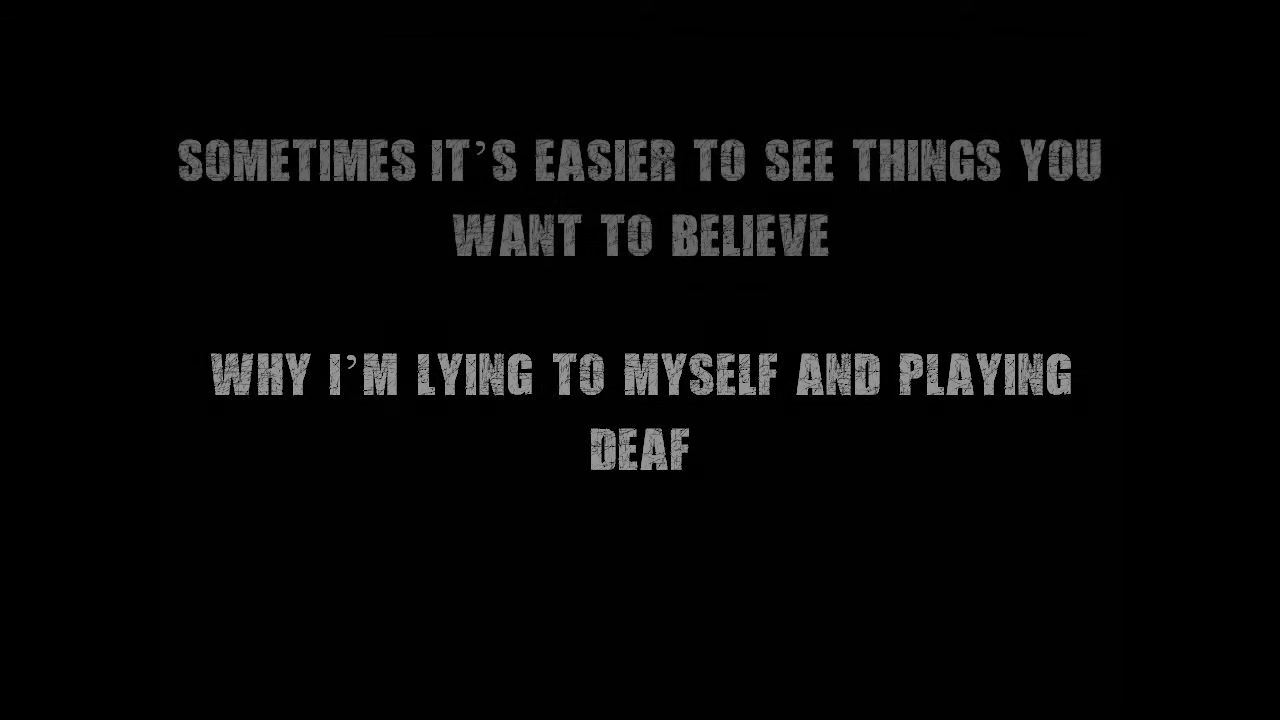 SOMETIMES IT’S EASIER TO SEE THINGS YOU
WANT TO BELIEVE
WHY I’M LYING TO MYSELF AND PLAYING
DEAF